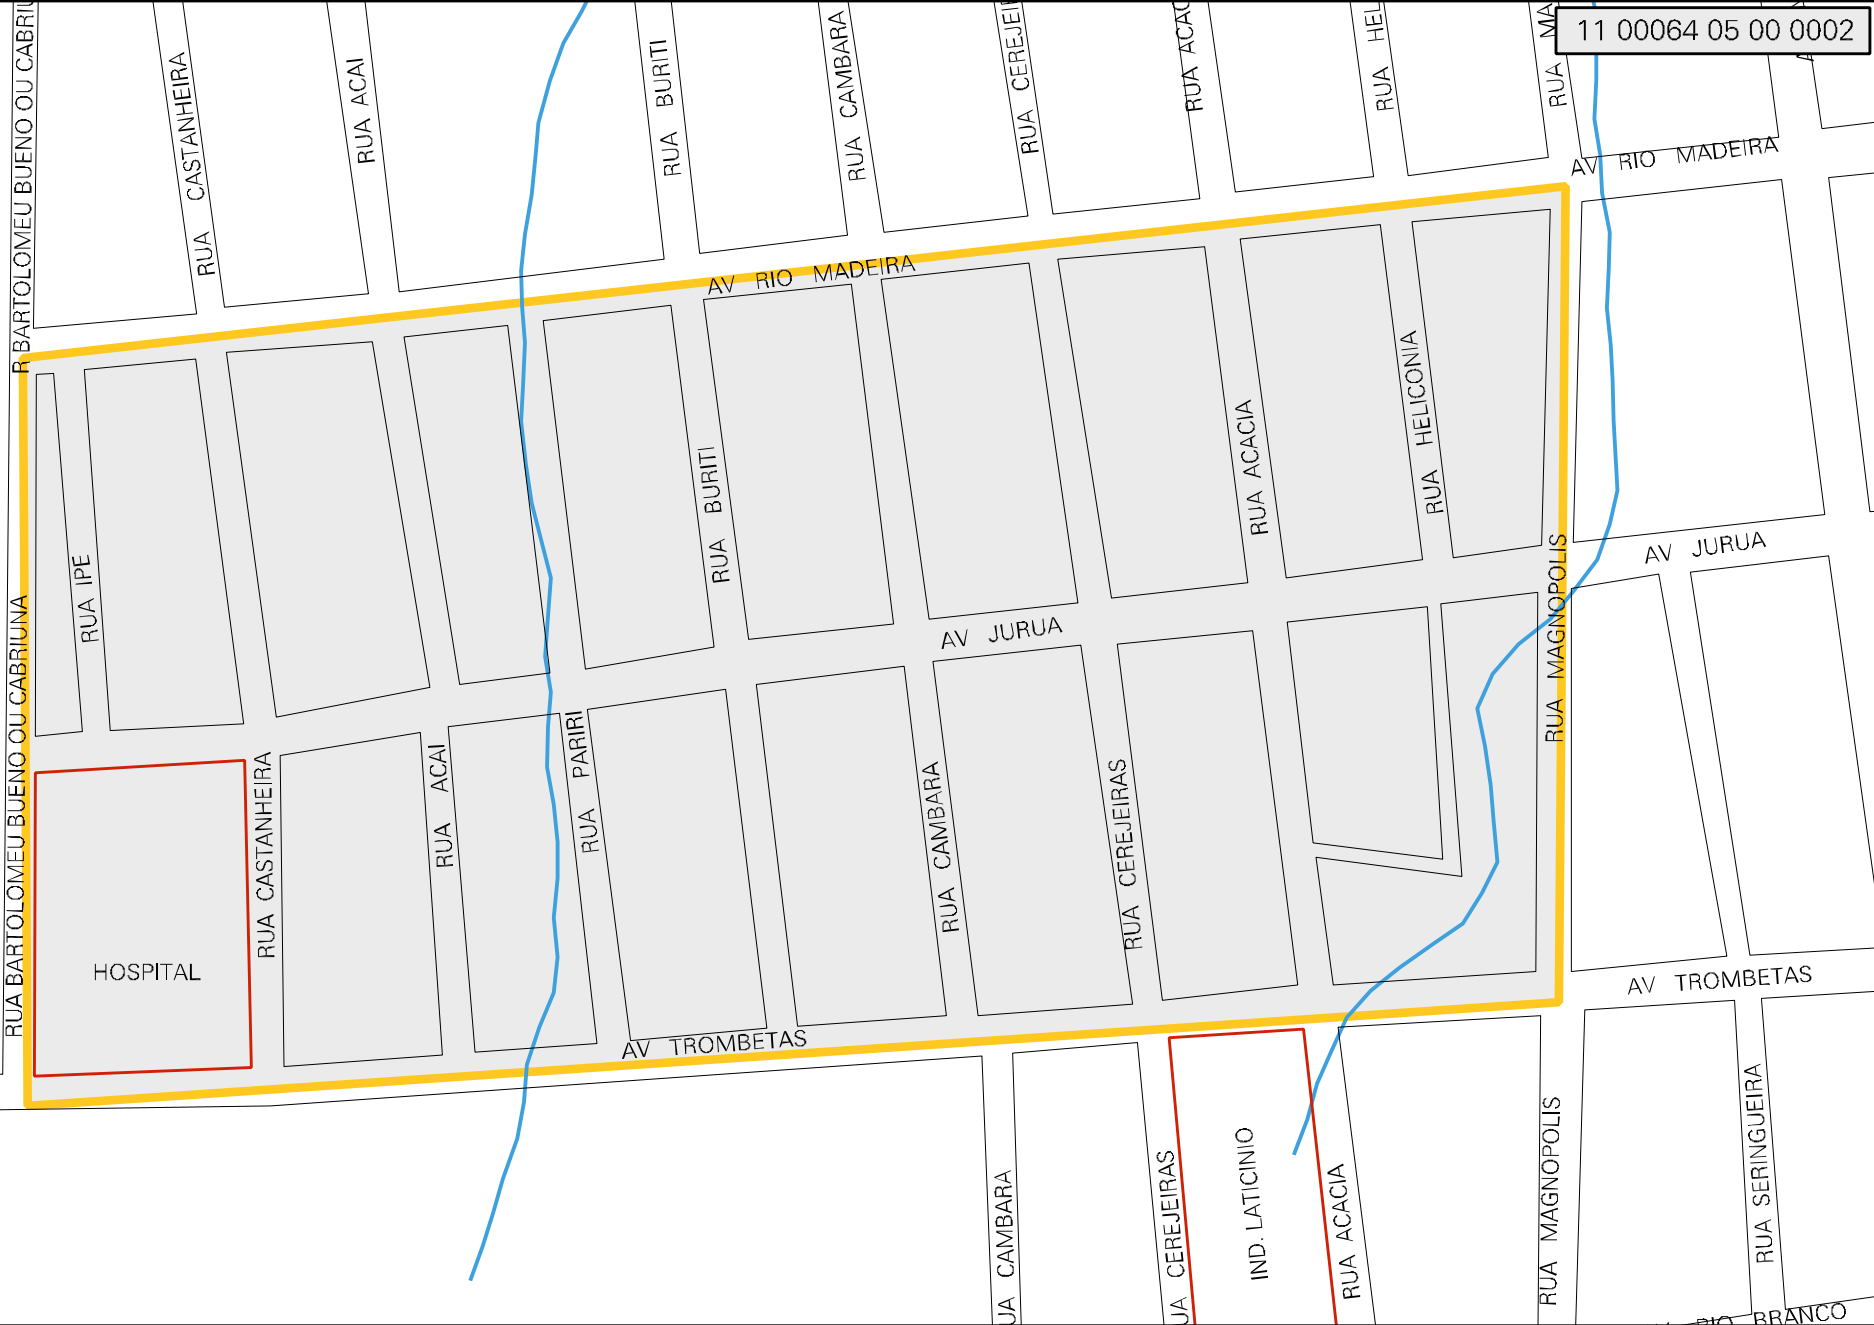 11 00064 05 00 0002
R BARTOLOMEU BUENO OU CABRIU
RUA CASTANHEIRA
RUA ACAI
RUA BURITI
RUA CAMBARA
RUA CEREJEI
RUA ACAC
RUA HEL
RUA MA
AV RIO MADEIRA
AV RIO MADEIRA
RUA IPE
RUA BURITI
RUA ACACIA
RUA HELICONIA
RUA MAGNOPOLIS
AV JURUA
AV JURUA
RUA BARTOLOMEU BUENO OU CABRIUNA
RUA CASTANHEIRA
RUA ACAI
RUA PARIRI
RUA CAMBARA
RUA CEREJEIRAS
HOSPITAL
AV TROMBETAS
AV TROMBETAS
UA CAMBARA
UA CEREJEIRAS
IND. LATICINIO
RUA ACACIA
RUA MAGNOPOLIS
RUA SERINGUEIRA
RIO BRANCO